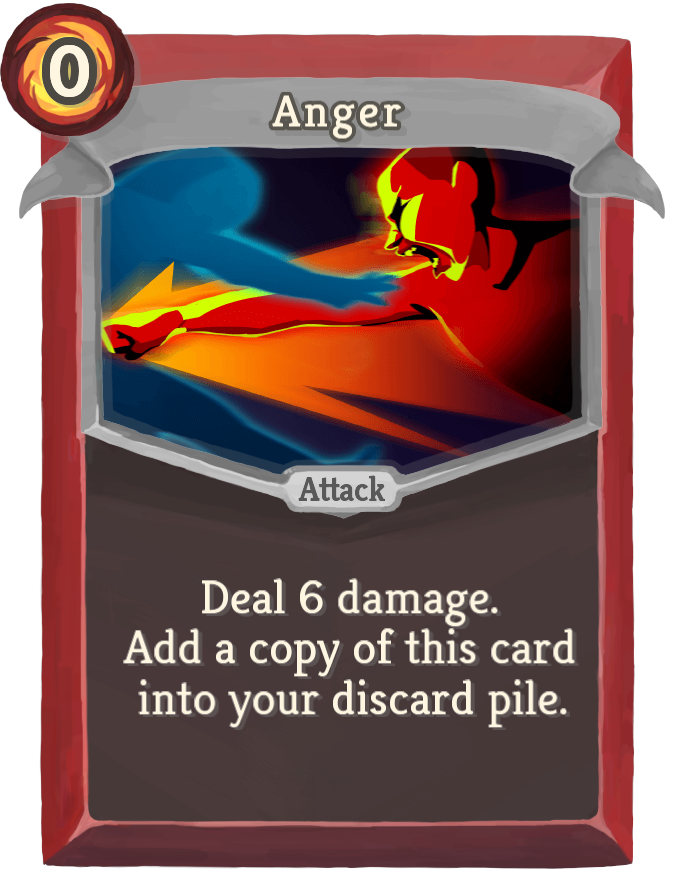 0
Anger
Attack
Deal 6 damage.
Add a copy of this card
into your discard pile.